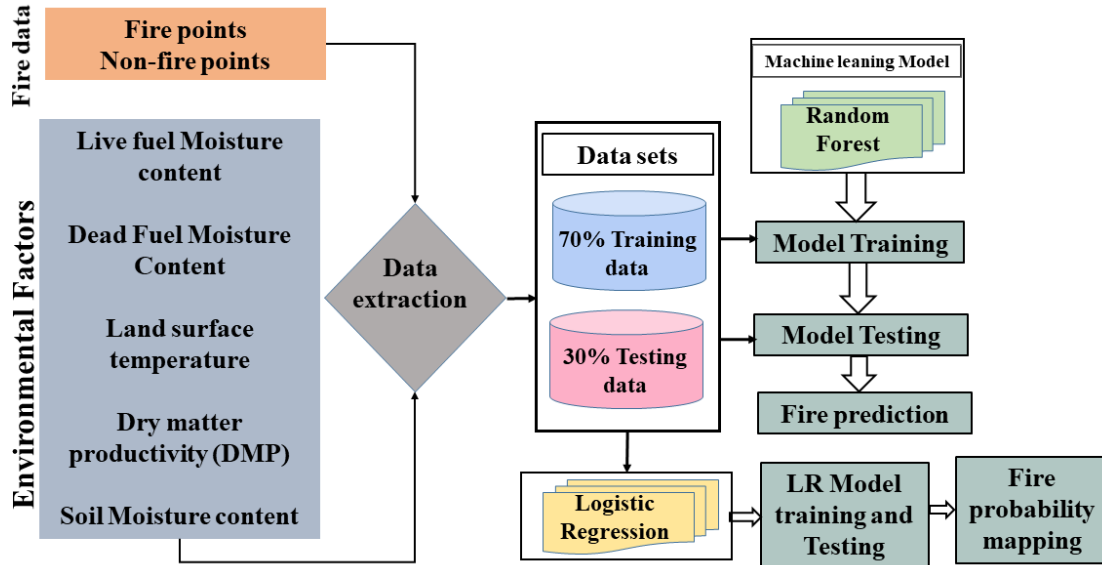 Fire data
Fire points
Non-fire points
Environmental Factors
Live fuel Moisture
content
Dead Fuel Moisture
Content
Land surface
temperature
Dry matter
productivity (DMP)
Soil Moisture content
Data
extraction
Data sets
70% Training
data
30% Testing
data
Machine leaning Model
Random
Forest
Model Training
Model Testing
Fire prediction
Logistic
Regression
LR Model
training and
Testing
Fire
probability
mapping